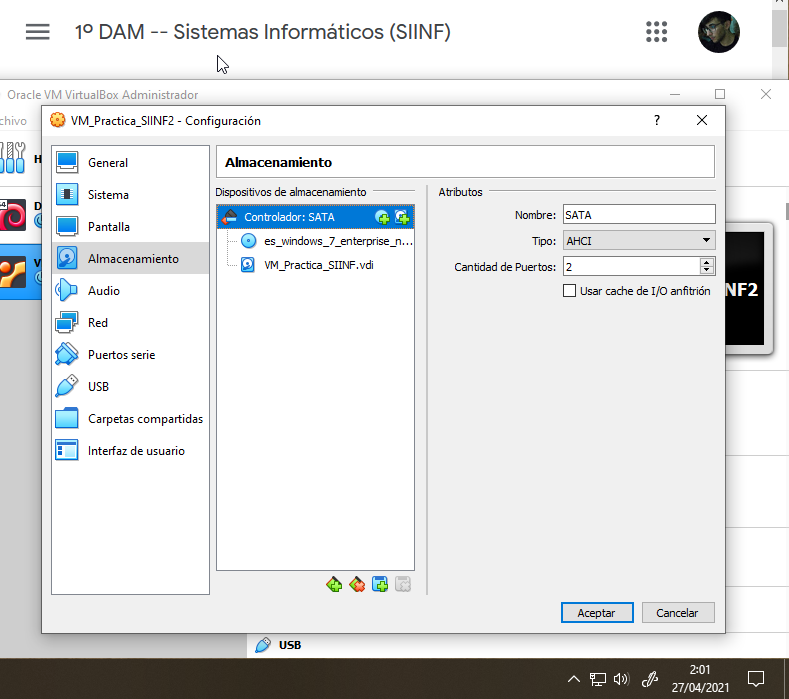 1º DAM -- Sistemas Informáticos (SIINF)
Oracle VM VirtualBox Administrador
chivo
VM_Practica_SIINF2 - Configuración
?
General
Sistema
Pantalla
Almacenamiento
Audio
Red
Puertos serie
USB
Carpetas compartidas
Interfaz de usuario
Almacenamiento
Dispositivos de almacenamiento
Controlador: SATA
es_windows_7_enterprise_n...
VM_Practica_SIINF.vdi
Atributos
Nombre: SATA
Tipo: AHCI
Cantidad de Puertos: 2
Usar cache de I/O anfitrión
H
64
D
V
NF2
Aceptar
Cancelar
USB
2:01
27/04/2021